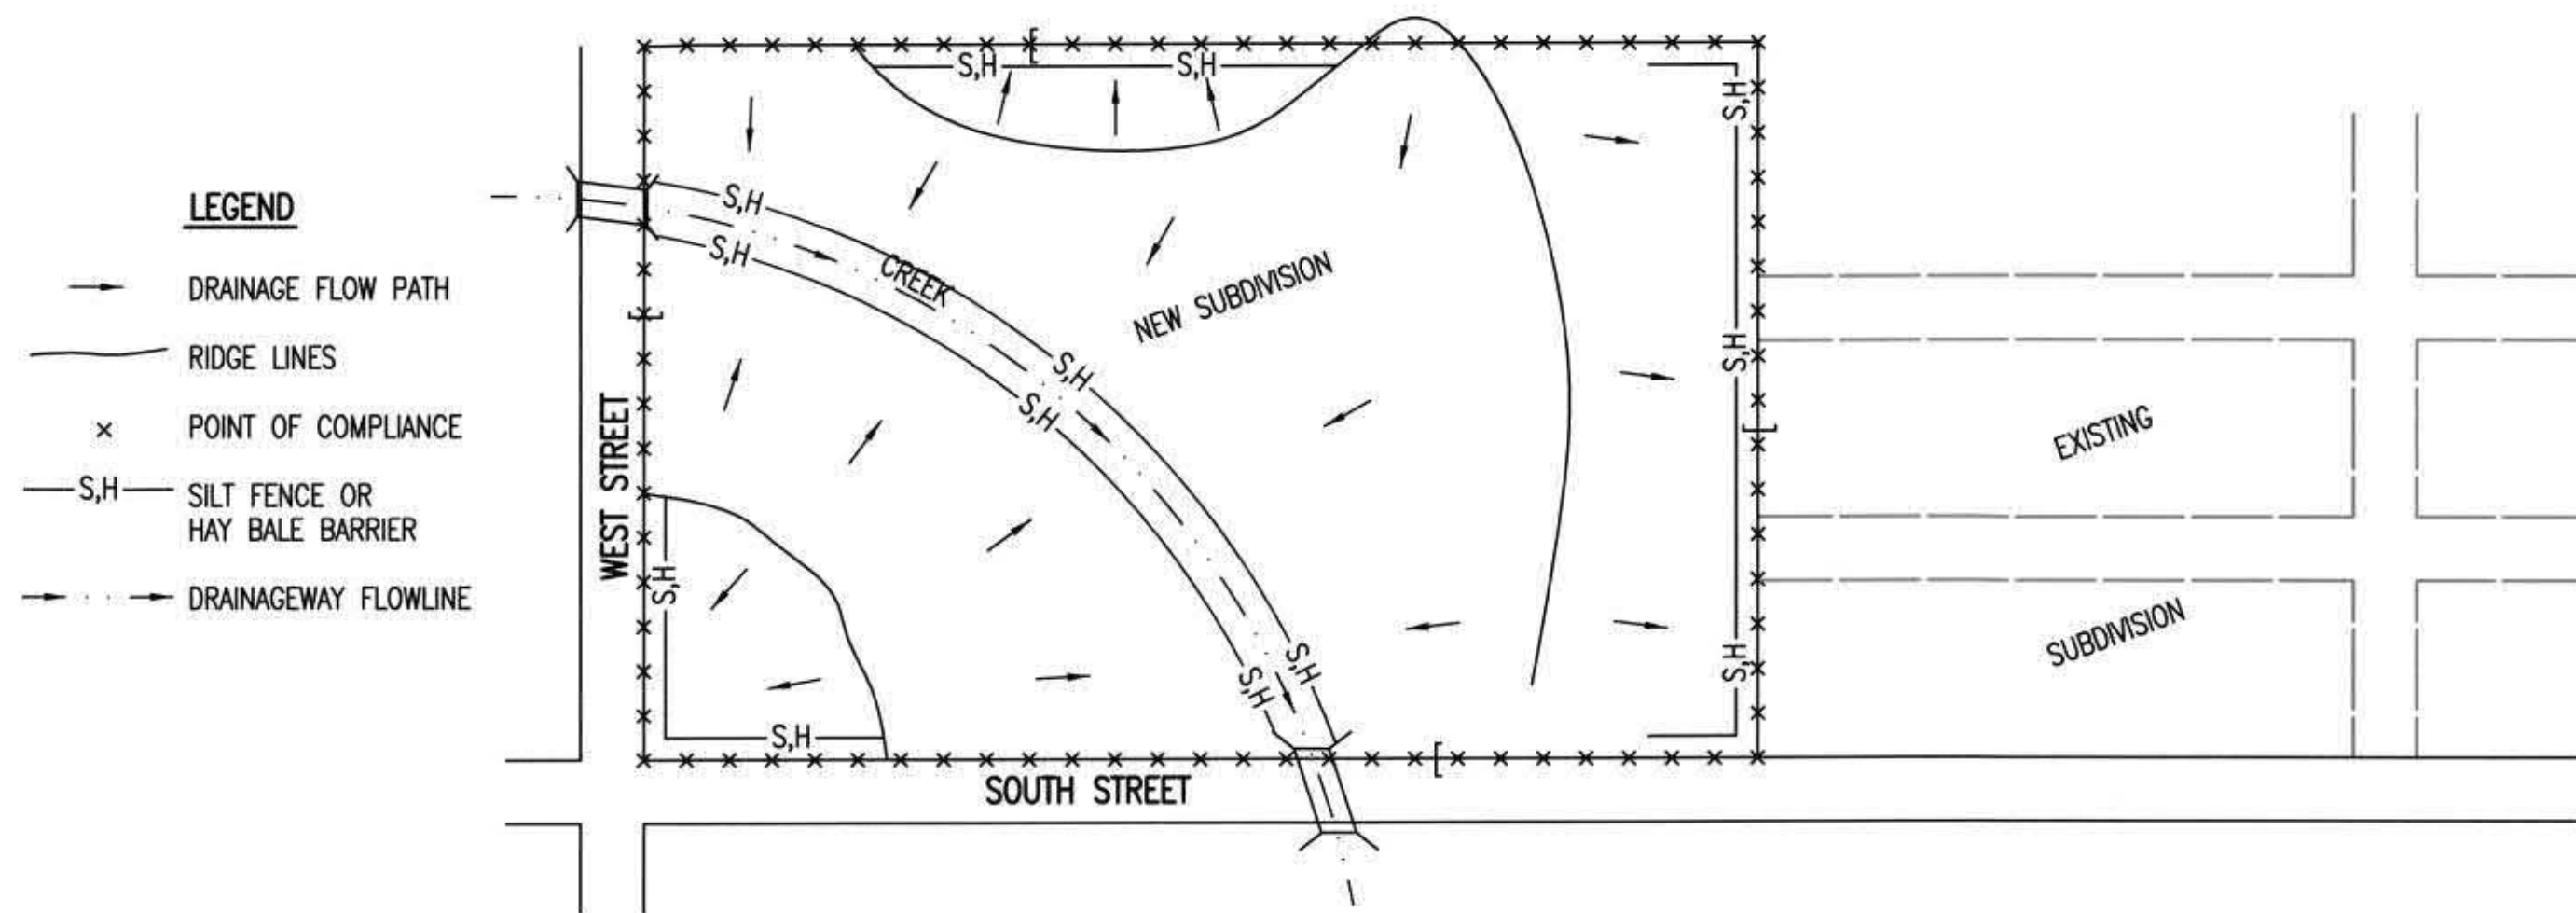 LEGEND
DRAINAGE FLOW PATH
RIDGE LINES
POINT OF COMPLIANCE
S,H
SILT FENCE OR
HAY BALE BARRIER
DRAINAGEWAY FLOWLINE
S,H
S,H
S,H
S,H
S,H
CREEK
NEW SUBDIVISION
S,H
S,H
S,H
WEST STREET
EXISTING
S,H
SUBDIVISION
S,H
S,H
S,H
S,H
SOUTH STREET